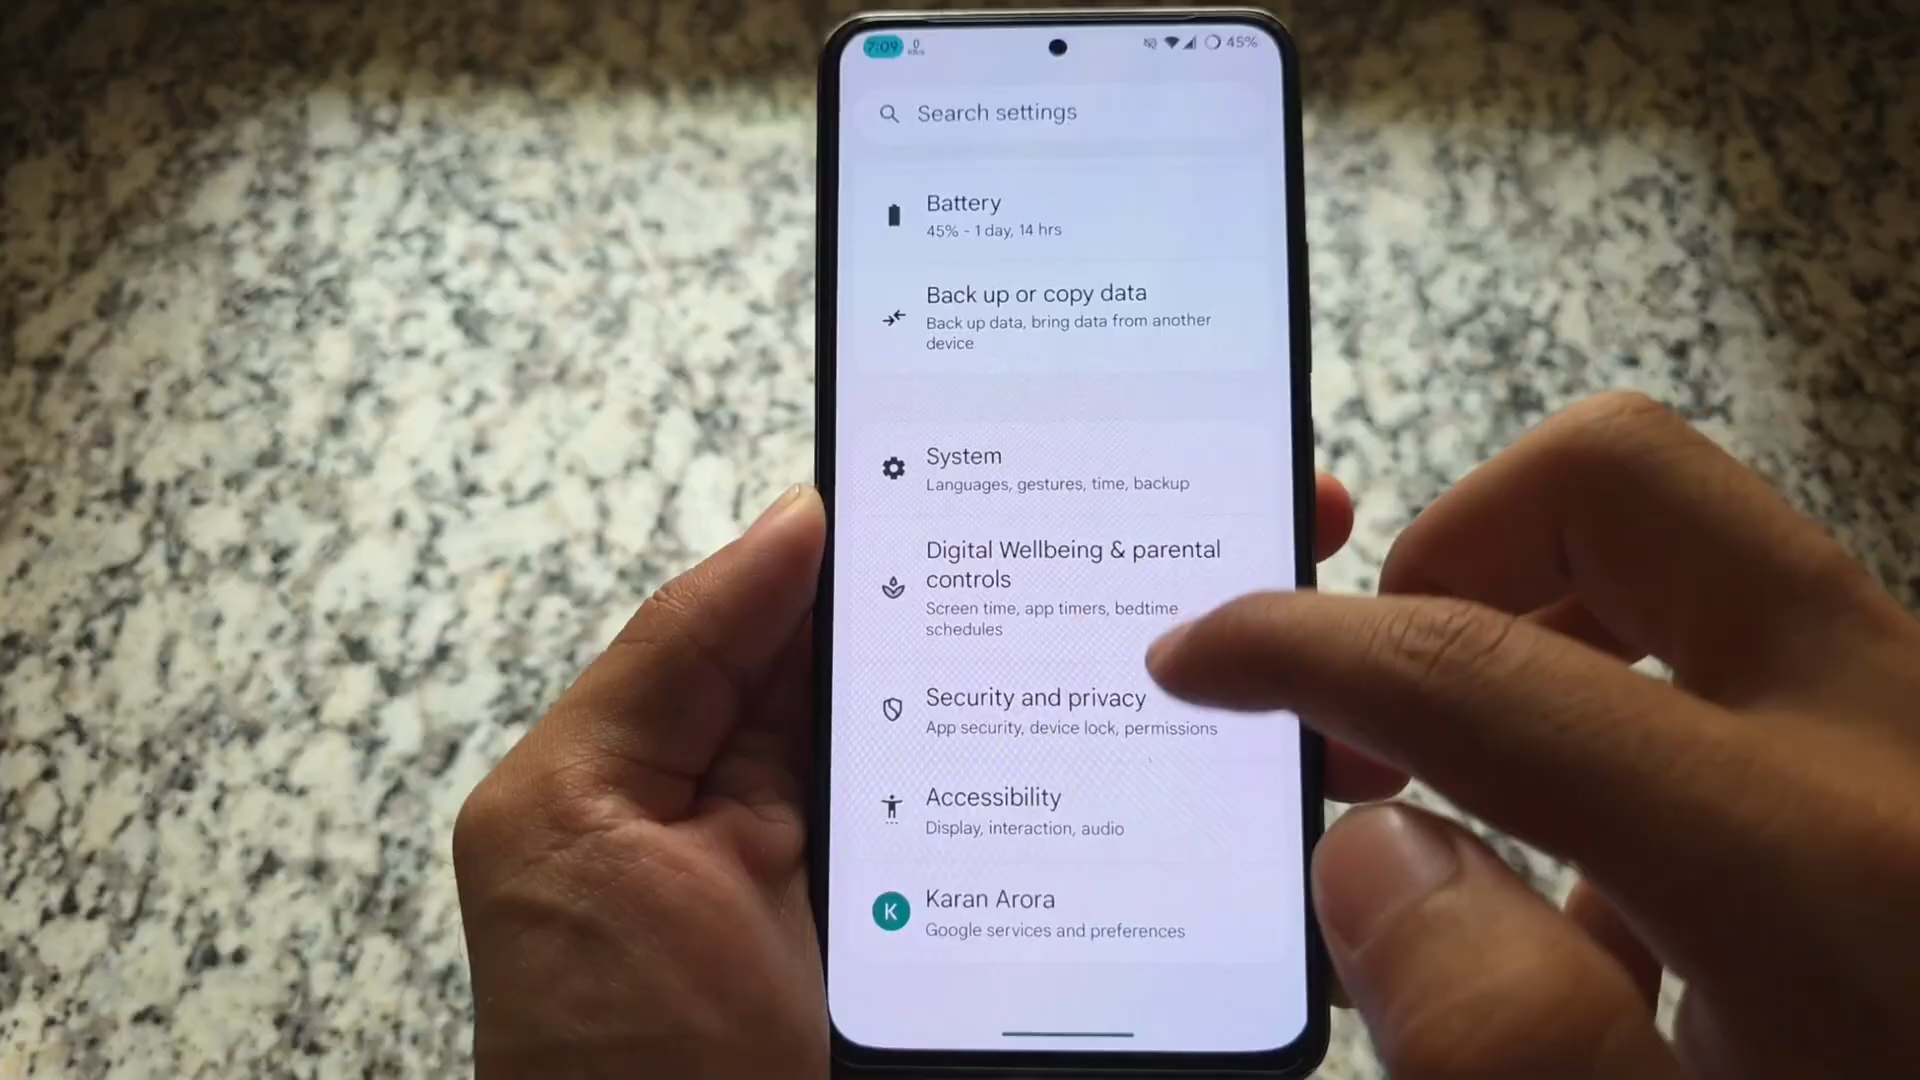 7:09
0
45%
Search settings
Battery
45% - 1 day, 14 hrs
Back up or copy data
Back up data, bring data from another
device
System
Languages, gestures, time, backup
Digital Wellbeing & parental
controls
Screen time, app timers, bedtime
schedules
Security and privacy
App security, device lock, permissions
Accessibility
Display, interaction, audio
K
Karan Arora
Google services and preferences